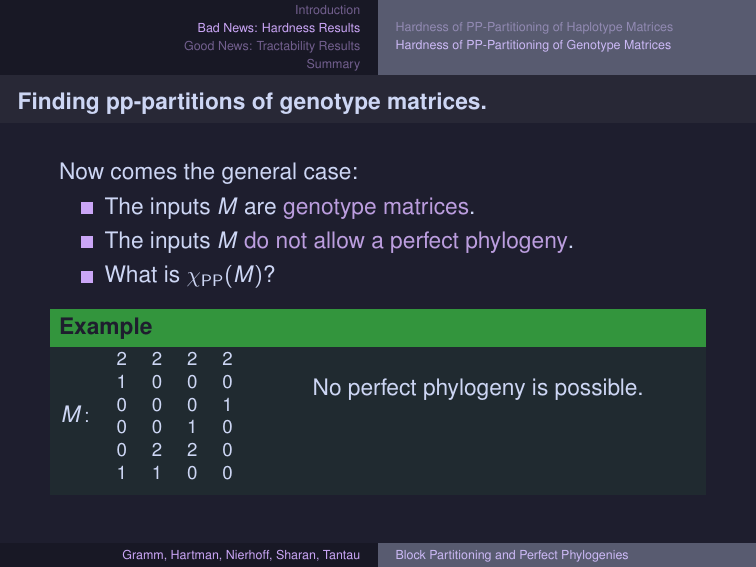 Introduction
Bad News: Hardness Results
Good News: Tractability Results
Summary
Hardness of PP-Partitioning of Haplotype Matrices
Hardness of PP-Partitioning of Genotype Matrices
Finding pp-partitions of genotype matrices.
Now comes the general case:
The inputs M are genotype matrices.
The inputs M do not allow a perfect phylogeny.
What is χPP(M)?
Example
M:
2 2 2 2
1 0 0 0
0 0 0 1
0 0 1 0
0 2 2 0
1 1 0 0
No perfect phylogeny is possible.
Gramm, Hartman, Nierhoff, Sharan, Tantau
Block Partitioning and Perfect Phylogenies